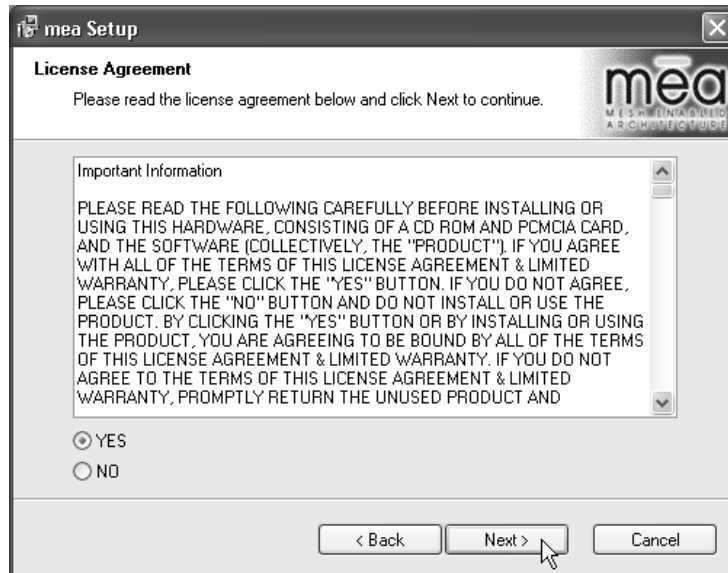 mea Setup
License Agreement
Please read the license agreement below and click Next to continue.
mēa
MESH ENABLED
ARCHITECTURE
Important Information
PLEASE READ THE FOLLOWING CAREFULLY BEFORE INSTALLING OR
USING THIS HARDWARE, CONSISTING OF A CD ROM AND PCMCIA CARD,
AND THE SOFTWARE (COLLECTIVELY, THE "PRODUCT"). IF YOU AGREE
WITH ALL OF THE TERMS OF THIS LICENSE AGREEMENT & LIMITED
WARRANTY, PLEASE CLICK THE "YES" BUTTON. IF YOU DO NOT AGREE,
PLEASE CLICK THE "NO" BUTTON AND DO NOT INSTALL OR USE THE
PRODUCT. BY CLICKING THE "YES" BUTTON OR BY INSTALLING OR USING
THE PRODUCT, YOU ARE AGREEING TO BE BOUND BY ALL OF THE TERMS
OF THIS LICENSE AGREEMENT & LIMITED WARRANTY. IF YOU DO NOT
AGREE TO THE TERMS OF THIS LICENSE AGREEMENT & LIMITED
WARRANTY, PROMPTLY RETURN THE UNUSED PRODUCT AND
YES
NO
< Back
Next >
Cancel